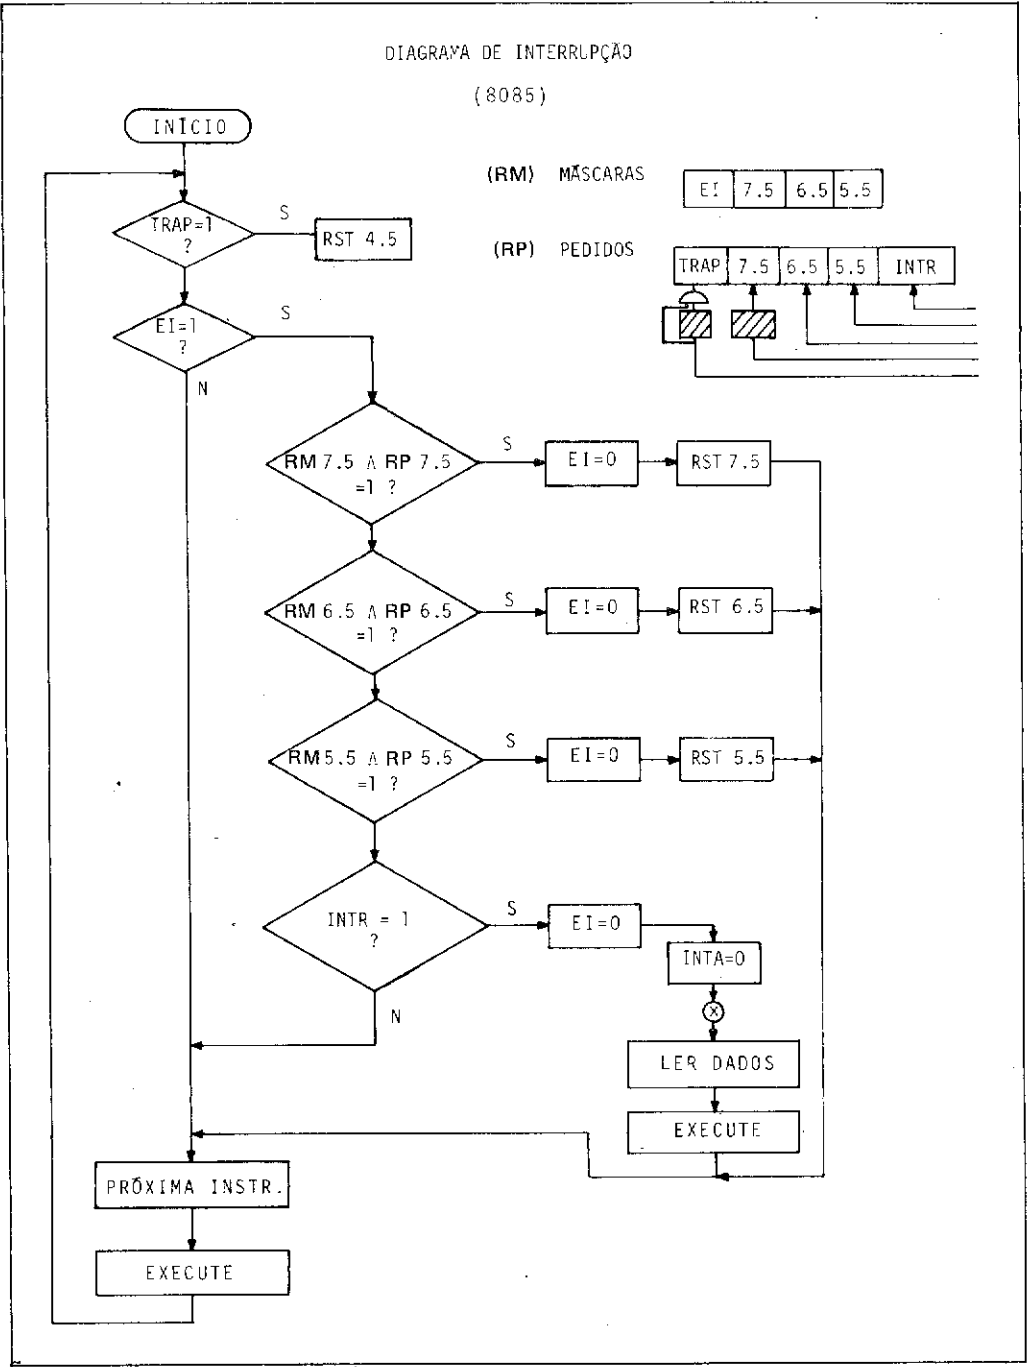 DIAGRAMA DE INTERRUPÇÃO
(8085)
INÍCIO
(RM) MÁSCARAS
EI 7.5 6.5 5.5
TRAP=1
?
S
RST 4.5
(RP) PEDIDOS
TRAP 7.5 6.5 5.5 INTR
EI=1
?
S
N
RM 7.5 ∧ RP 7.5
=1 ?
S
EI=0
RST 7.5
RM 6.5 ∧ RP 6.5
=1 ?
S
EI=0
RST 6.5
RM 5.5 ∧ RP 5.5
=1 ?
S
EI=0
RST 5.5
INTR = 1
?
S
EI=0
INTA=0
X
N
LER DADOS
EXECUTE
PRÓXIMA INSTR.
EXECUTE